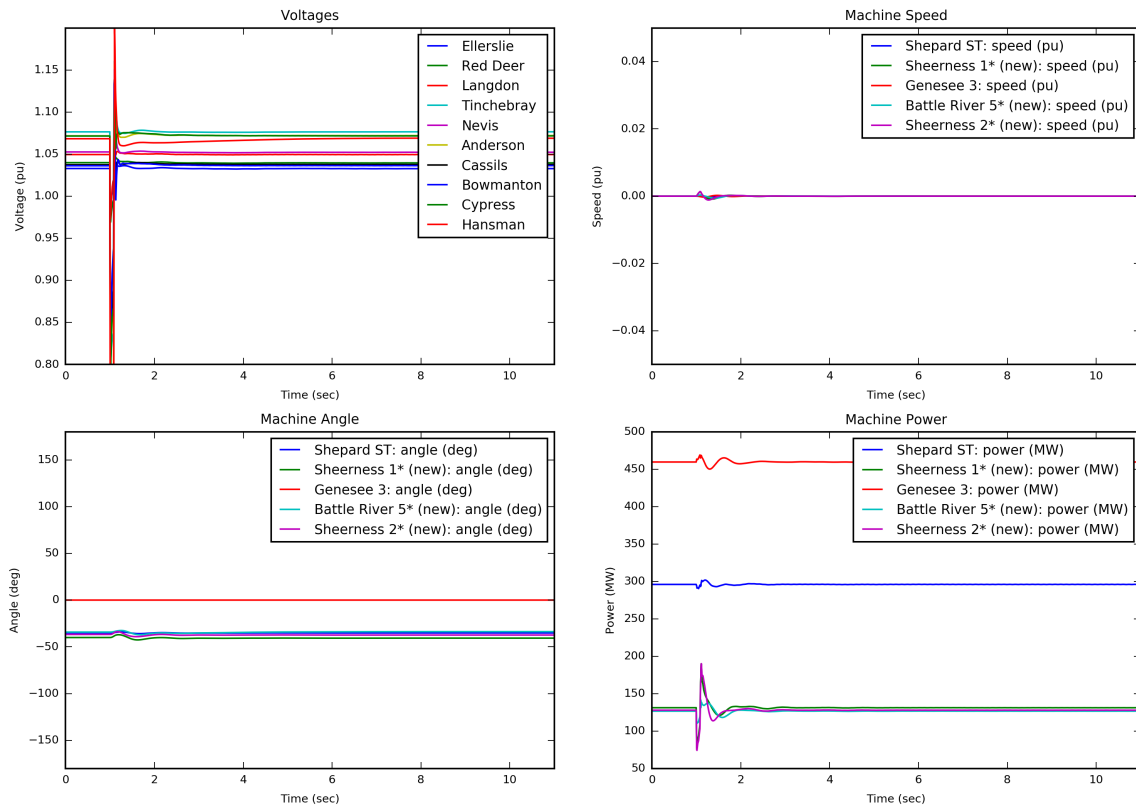 Voltages
1.15
1.10
1.05
1.00
0.95
0.90
0.85
0.80
Voltage (pu)
0
2
4
6
8
10
Time (sec)
Ellerslie
Red Deer
Langdon
Tinchebray
Nevis
Anderson
Cassils
Bowmanton
Cypress
Hansman
Machine Speed
0.04
0.02
0.00
−0.02
−0.04
Speed (pu)
0
2
4
6
8
10
Time (sec)
Shepard ST: speed (pu)
Sheerness 1* (new): speed (pu)
Genesee 3: speed (pu)
Battle River 5* (new): speed (pu)
Sheerness 2* (new): speed (pu)
Machine Angle
150
100
50
0
−50
−100
−150
Angle (deg)
0
2
4
6
8
10
Time (sec)
Shepard ST: angle (deg)
Sheerness 1* (new): angle (deg)
Genesee 3: angle (deg)
Battle River 5* (new): angle (deg)
Sheerness 2* (new): angle (deg)
Machine Power
500
450
400
350
300
250
200
150
100
50
Power (MW)
0
2
4
6
8
10
Time (sec)
Shepard ST: power (MW)
Sheerness 1* (new): power (MW)
Genesee 3: power (MW)
Battle River 5* (new): power (MW)
Sheerness 2* (new): power (MW)